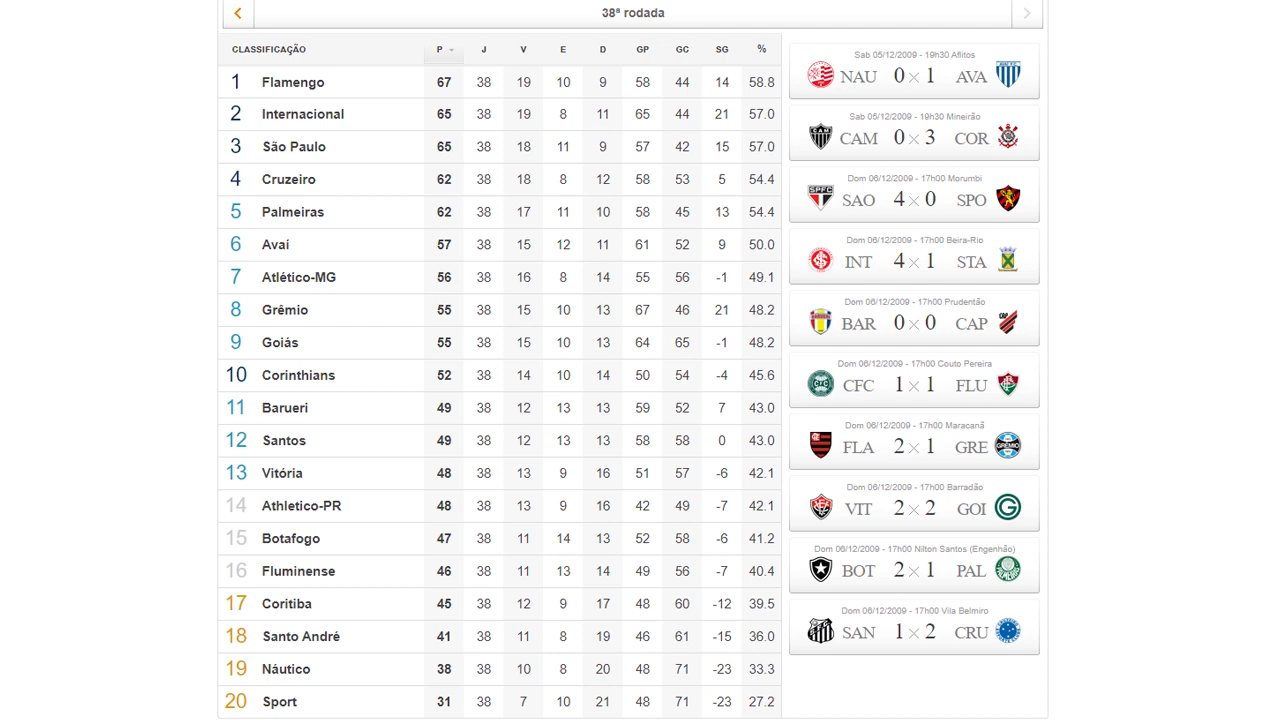 38ª rodada
CLASSIFICAÇÃO P J V E D GP GC SG %
1 Flamengo 67 38 19 10 9 58 44 14 58.8
2 Internacional 65 38 19 8 11 65 44 21 57.0
3 São Paulo 65 38 18 11 9 57 42 15 57.0
4 Cruzeiro 62 38 18 8 12 58 53 5 54.4
5 Palmeiras 62 38 17 11 10 58 45 13 54.4
6 Avaí 57 38 15 12 11 61 52 9 50.0
7 Atlético-MG 56 38 16 8 14 55 56 -1 49.1
8 Grêmio 55 38 15 10 13 67 46 21 48.2
9 Goiás 55 38 15 10 13 64 65 -1 48.2
10 Corinthians 52 38 14 10 14 50 54 -4 45.6
11 Barueri 49 38 12 13 13 59 52 7 43.0
12 Santos 49 38 12 13 13 58 58 0 43.0
13 Vitória 48 38 13 9 16 51 57 -6 42.1
14 Athletico-PR 48 38 13 9 16 42 49 -7 42.1
15 Botafogo 47 38 11 14 13 52 58 -6 41.2
16 Fluminense 46 38 11 13 14 49 56 -7 40.4
17 Coritiba 45 38 12 9 17 48 60 -12 39.5
18 Santo André 41 38 11 8 19 46 61 -15 36.0
19 Náutico 38 38 10 8 20 48 71 -23 33.3
20 Sport 31 38 7 10 21 48 71 -23 27.2
Sab 05/12/2009 - 19h30 Aflitos
NAU 0 × 1 AVA
Sab 05/12/2009 - 19h30 Mineirão
CAM 0 × 3 COR
Dom 06/12/2009 - 17h00 Morumbi
SAO 4 × 0 SPO
Dom 06/12/2009 - 17h00 Beira-Rio
INT 4 × 1 STA
Dom 06/12/2009 - 17h00 Prudentão
BAR 0 × 0 CAP
Dom 06/12/2009 - 17h00 Couto Pereira
CFC 1 × 1 FLU
Dom 06/12/2009 - 17h00 Maracanã
FLA 2 × 1 GRE
Dom 06/12/2009 - 17h00 Barradão
VIT 2 × 2 GOI
Dom 06/12/2009 - 17h00 Nilton Santos (Engenhão)
BOT 2 × 1 PAL
Dom 06/12/2009 - 17h00 Vila Belmiro
SAN 1 × 2 CRU